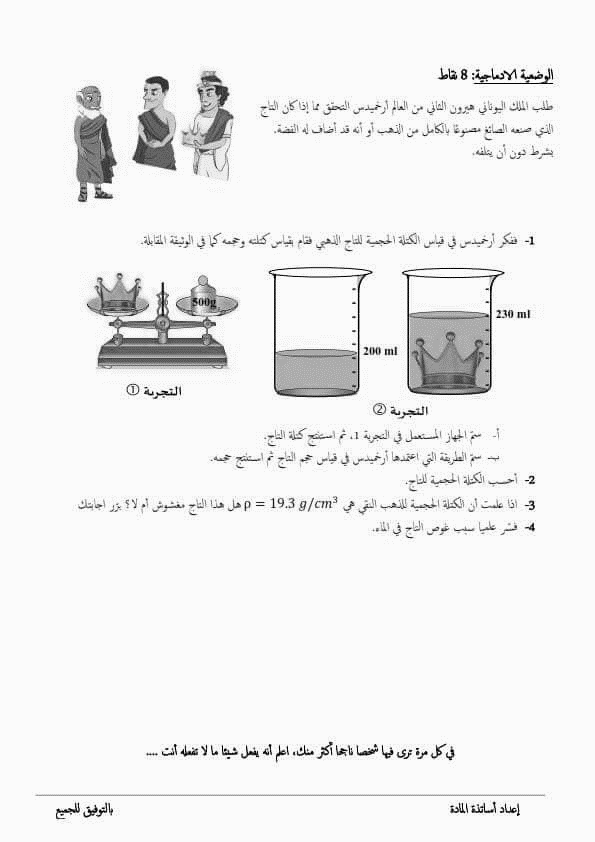 الوضعية الادماجية: 8 نقاط
طلب الملك اليوناني هيرون الثاني من العالم أرخميدس التحقق مما إذا كان التاج
الذي صنعه الصائغ مصنوعًا بالكامل من الذهب أو أنه قد أضاف له الفضة.
بشرط دون أن يتلفه.
1- ففكر أرخميدس في قياس الكتلة الحجمية للتاج الذهبي فقام بقياس كتلته وحجمه كما في الوثيقة المقابلة.
500g
200 ml
230 ml
التجربة ①
التجربة ②
أ- سمّ الجهاز المستعمل في التجربة 1، ثم استنتج كتلة التاج.
ب- سمّ الطريقة التي اعتمدها أرخميدس في قياس حجم التاج ثم استنتج حجمه.
2- أحسب الكتلة الحجمية للتاج.
3- اذا علمت أن الكتلة الحجمية للذهب النقي هي ρ = 19.3 g/cm³ هل هذا التاج مغشوش أم لا؟ برّر اجابتك
4- فسّر علميا سبب غوص التاج في الماء.
في كل مرة ترى فيها شخصا ناجحا أكثر منك، اعلم أنه يفعل شيئا ما لا تفعله أنت ....
إعداد أساتذة المادة
بالتوفيق للجميع